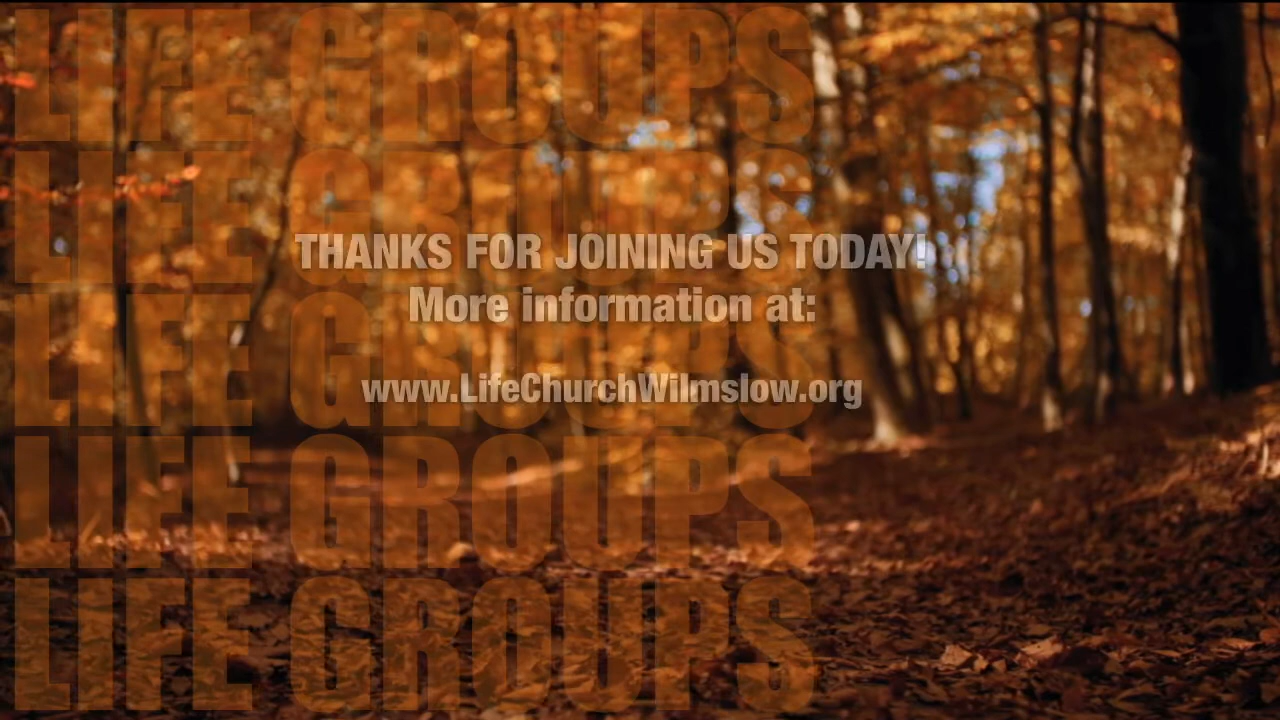 LIFE GROUPS
LIFE GROUPS
THANKS FOR JOINING US TODAY!
More information at:
LIFE GROUPS
www.LifeChurchWilmslow.org
LIFE GROUPS
LIFE GROUPS